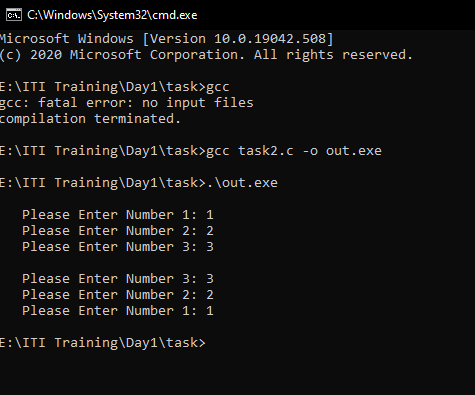 C:\Windows\System32\cmd.exe
Microsoft Windows [Version 10.0.19042.508]
(c) 2020 Microsoft Corporation. All rights reserved.
E:\ITI Training\Day1\task>gcc
gcc: fatal error: no input files
compilation terminated.
E:\ITI Training\Day1\task>gcc task2.c -o out.exe
E:\ITI Training\Day1\task>.\out.exe
Please Enter Number 1: 1
Please Enter Number 2: 2
Please Enter Number 3: 3
Please Enter Number 3: 3
Please Enter Number 2: 2
Please Enter Number 1: 1
E:\ITI Training\Day1\task>